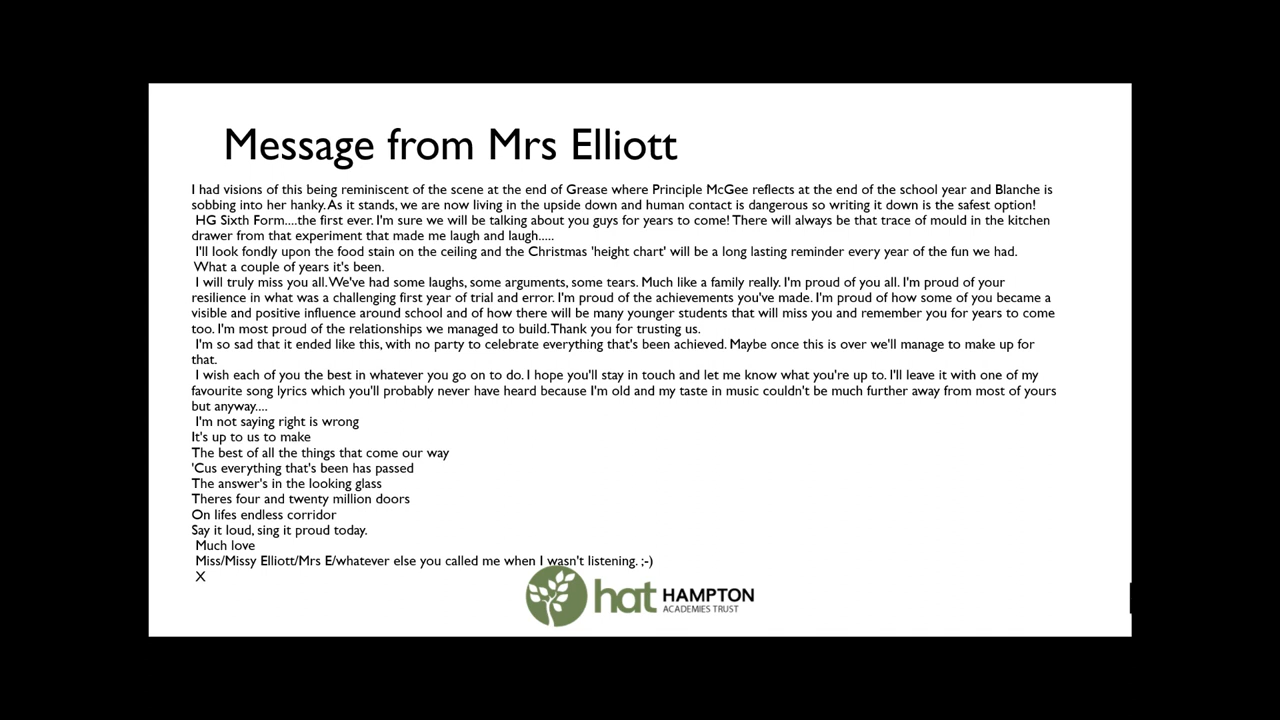 Message from Mrs Elliott
I had visions of this being reminiscent of the scene at the end of Grease where Principle McGee reflects at the end of the school year and Blanche is
sobbing into her hanky. As it stands, we are now living in the upside down and human contact is dangerous so writing it down is the safest option!
HG Sixth Form....the first ever. I'm sure we will be talking about you guys for years to come! There will always be that trace of mould in the kitchen
drawer from that experiment that made me laugh and laugh.....
I'll look fondly upon the food stain on the ceiling and the Christmas 'height chart' will be a long lasting reminder every year of the fun we had.
What a couple of years it's been.
I will truly miss you all. We've had some laughs, some arguments, some tears. Much like a family really. I'm proud of you all. I'm proud of your
resilience in what was a challenging first year of trial and error. I'm proud of the achievements you've made. I'm proud of how some of you became a
visible and positive influence around school and of how there will be many younger students that will miss you and remember you for years to come
too. I'm most proud of the relationships we managed to build. Thank you for trusting us.
I'm so sad that it ended like this, with no party to celebrate everything that's been achieved. Maybe once this is over we'll manage to make up for
that.
I wish each of you the best in whatever you go on to do. I hope you'll stay in touch and let me know what you're up to. I'll leave it with one of my
favourite song lyrics which you'll probably never have heard because I'm old and my taste in music couldn't be much further away from most of yours
but anyway....
I'm not saying right is wrong
It's up to us to make
The best of all the things that come our way
'Cus everything that's been has passed
The answer's in the looking glass
Theres four and twenty million doors
On lifes endless corridor
Say it loud, sing it proud today.
Much love
Miss/Missy Elliott/Mrs E/whatever else you called me when I wasn't listening. ;-)
X
hat HAMPTON
ACADEMIES TRUST